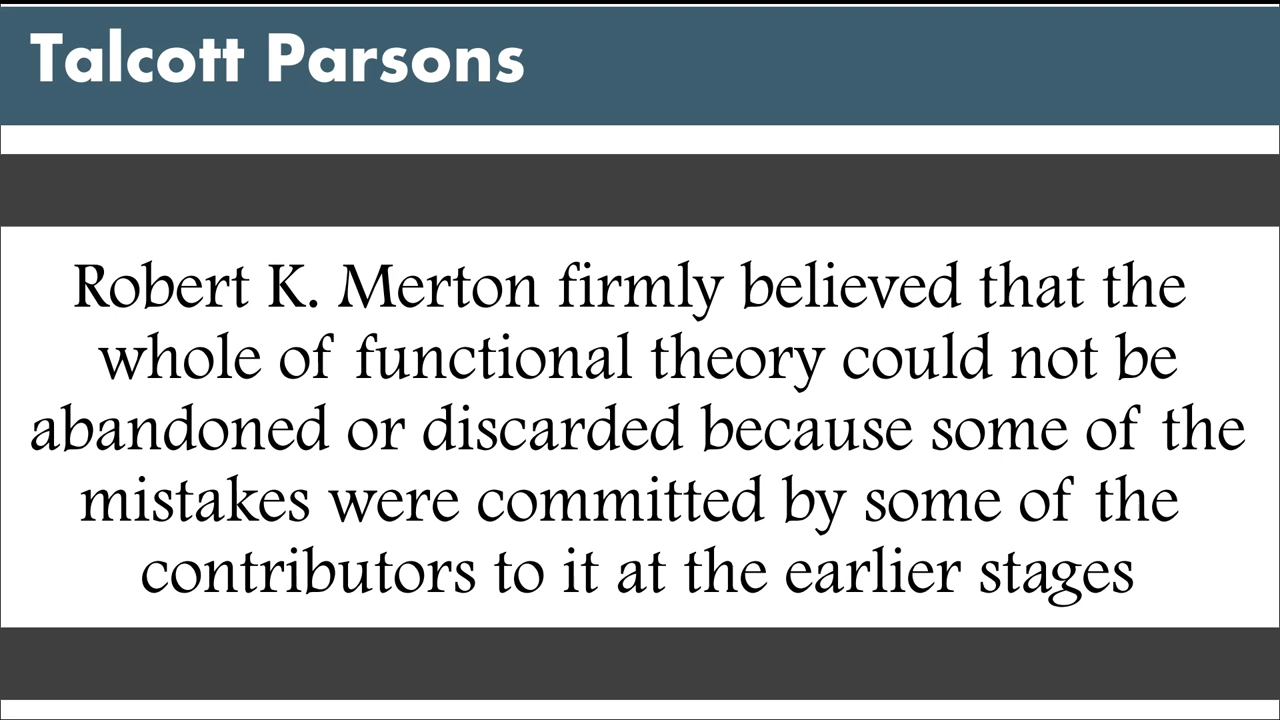 Talcott Parsons
Robert K. Merton firmly believed that the
whole of functional theory could not be
abandoned or discarded because some of the
mistakes were committed by some of the
contributors to it at the earlier stages